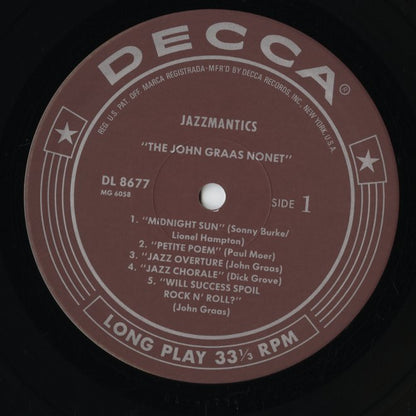 DECCA®
REG. U.S. PAT. OFF. MARCA REGISTRADA-MFR'D BY DECCA RECORDS, INC., NEW YORK, U.S.A.
JAZZMANTICS
"THE JOHN GRAAS NONET"
DL 8677
MG 6058
SIDE 1
1. "MIDNIGHT SUN" (Sonny Burke/
Lionel Hampton)
2. "PETITE POEM" (Paul Moer)
3. "JAZZ OVERTURE (John Graas)
4. "JAZZ CHORALE" (Dick Grove)
5. "WILL SUCCESS SPOIL
ROCK N' ROLL?"
(John Graas)
LONG PLAY 33⅓ RPM